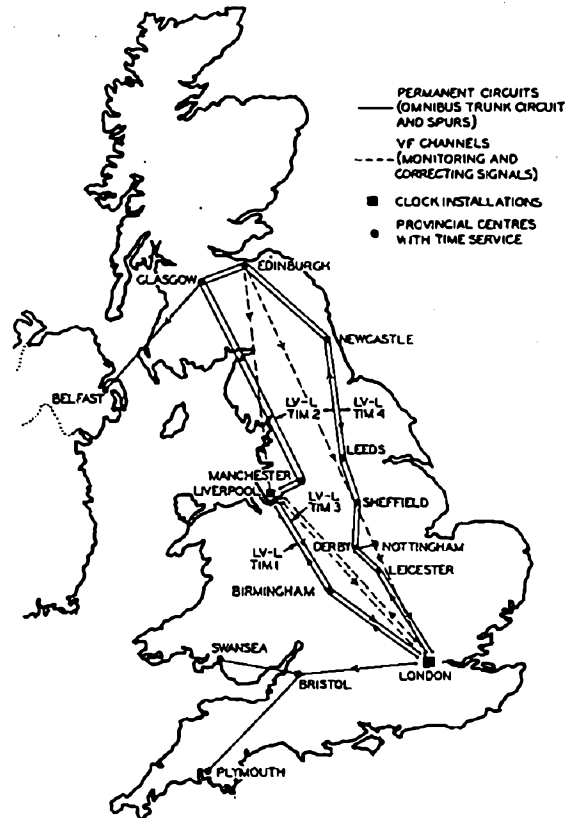 PERMANENT CIRCUITS
(OMNIBUS TRUNK CIRCUIT
AND SPURS)
VF CHANNELS
(MONITORING AND
CORRECTING SIGNALS)
CLOCK INSTALLATIONS
PROVINCIAL CENTRES
WITH TIME SERVICE
EDINBURGH
GLASGOW
NEWCASTLE
BELFAST
LV-L
TIM 2
LV-L
TIM 4
LEEDS
MANCHESTER
LIVERPOOL
LV-L
TIM 3
SHEFFIELD
LV-L
TIM 1
DERBY
NOTTINGHAM
LEICESTER
BIRMINGHAM
SWANSEA
LONDON
BRISTOL
PLYMOUTH